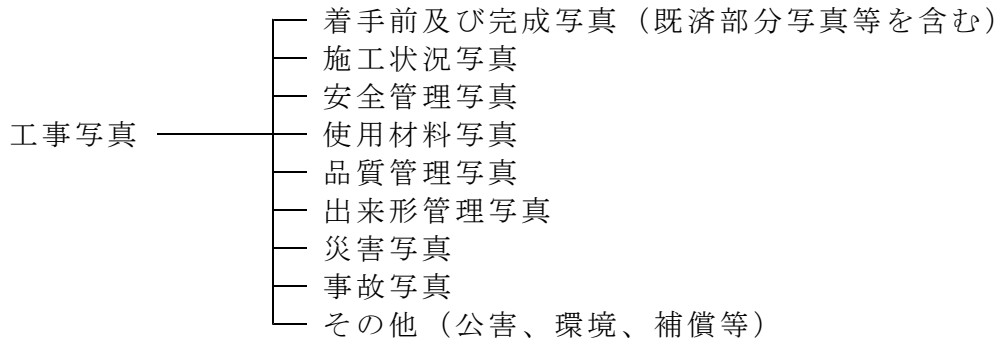 着手前及び完成写真（既済部分写真等を含む）
施工状況写真
安全管理写真
工事写真 使用材料写真
品質管理写真
出来形管理写真
災害写真
事故写真
その他（公害、環境、補償等）